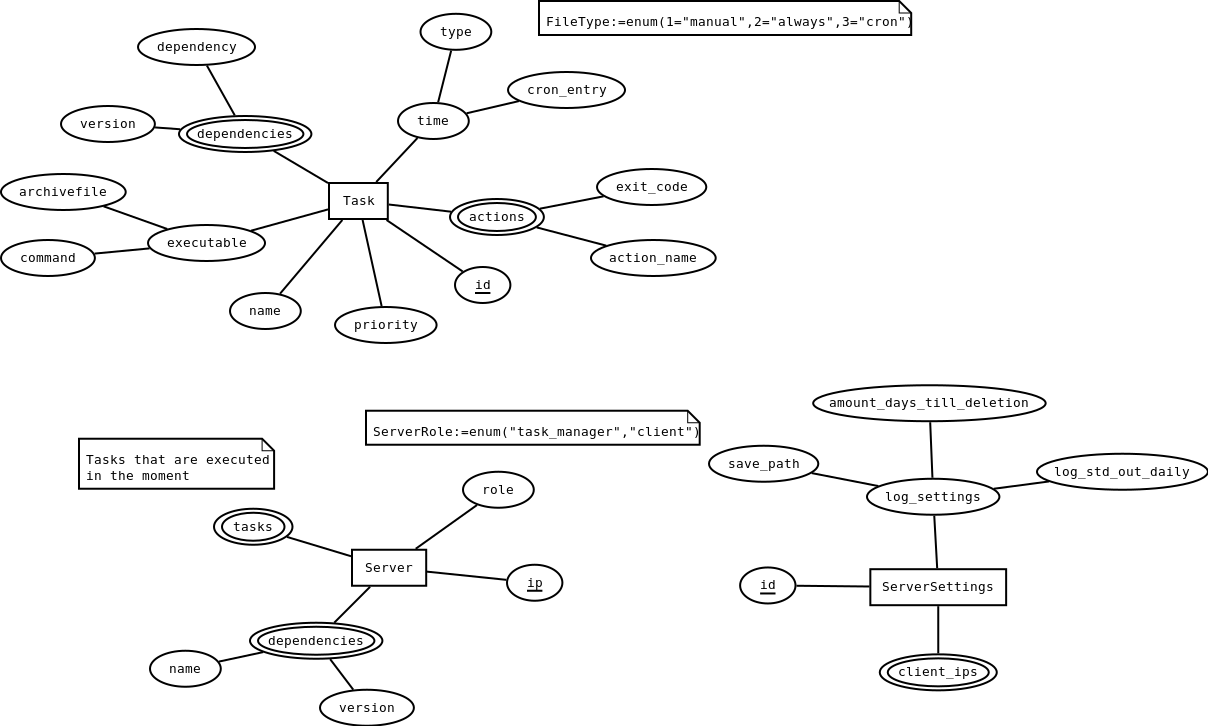 FileType:=enum(1="manual",2="always",3="cron")
type
dependency
cron_entry
time
version
dependencies
exit_code
archivefile
Task
actions
executable
command
action_name
id
name
priority
amount_days_till_deletion
ServerRole:=enum("task_manager","client")
Tasks that are executed
in the moment
save_path
log_std_out_daily
role
log_settings
tasks
Server
ip
id
ServerSettings
dependencies
name
client_ips
version